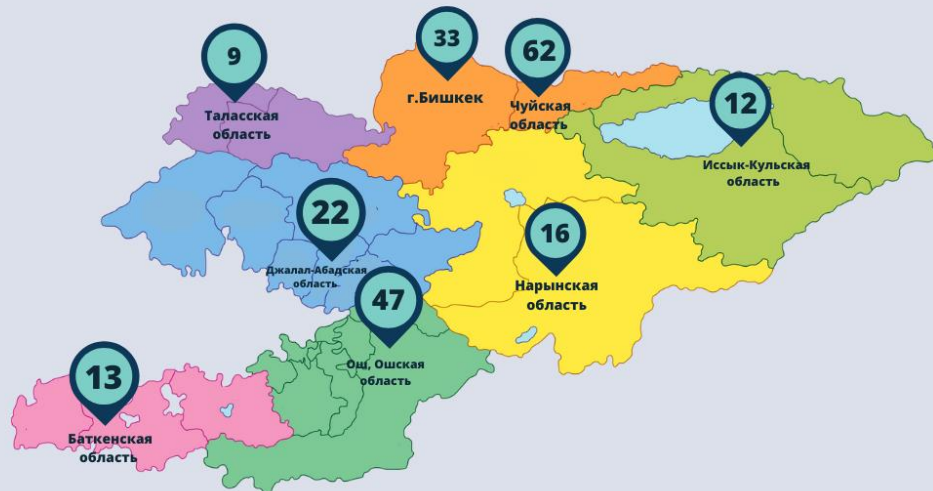 9
Таласская
область
33
г.Бишкек
62
Чуйская
область
12
Иссык-Кульская
область
22
Джалал-Абадская
область
16
Нарынская
область
47
Ош, Ошская
область
13
Баткенская
область